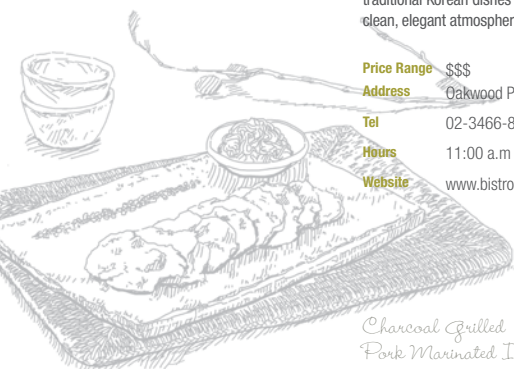 traditional Korean dishes
clean, elegant atmospher
Price Range $$$
Address Oakwood P
Tel 02-3466-8
Hours 11:00 a.m
Website www.bistro
Charcoal Grilled
Pork Marinated I